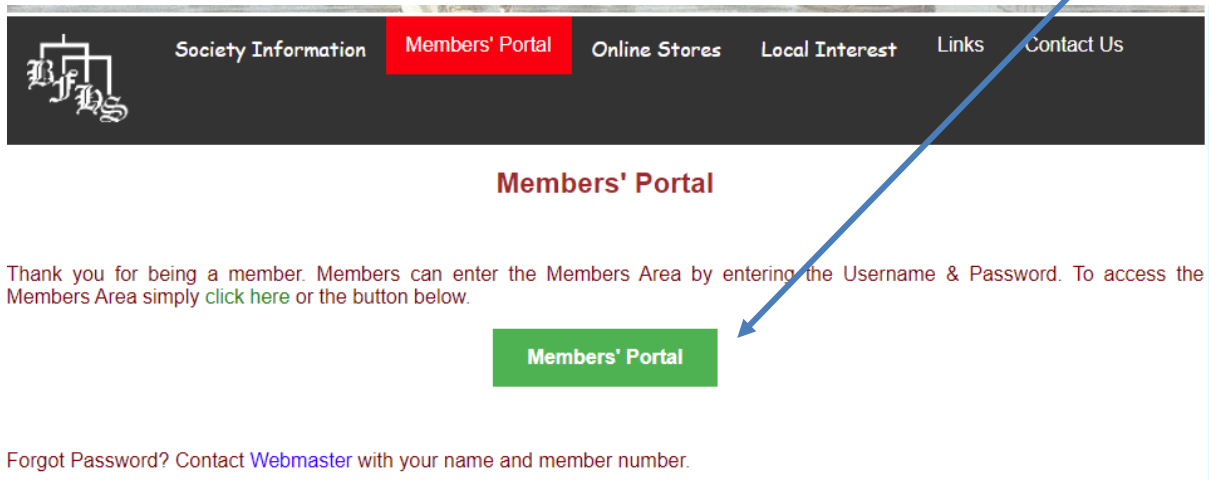 BFHS
Society Information Members' Portal Online Stores Local Interest Links Contact Us
Members' Portal
Thank you for being a member. Members can enter the Members Area by entering the Username & Password. To access the
Members Area simply click here or the button below.
Members' Portal
Forgot Password? Contact Webmaster with your name and member number.